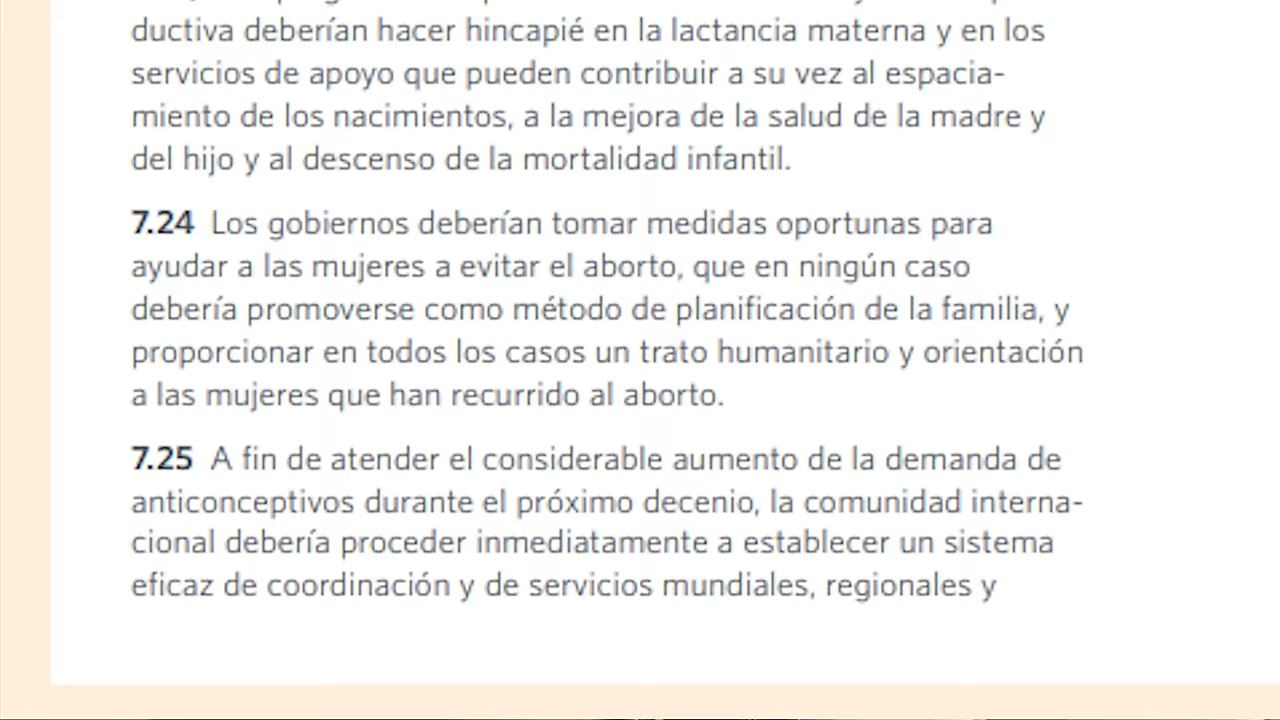 ductiva deberían hacer hincapié en la lactancia materna y en los
servicios de apoyo que pueden contribuir a su vez al espacia-
miento de los nacimientos, a la mejora de la salud de la madre y
del hijo y al descenso de la mortalidad infantil.
7.24 Los gobiernos deberían tomar medidas oportunas para
ayudar a las mujeres a evitar el aborto, que en ningún caso
debería promoverse como método de planificación de la familia, y
proporcionar en todos los casos un trato humanitario y orientación
a las mujeres que han recurrido al aborto.
7.25 A fin de atender el considerable aumento de la demanda de
anticonceptivos durante el próximo decenio, la comunidad interna-
cional debería proceder inmediatamente a establecer un sistema
eficaz de coordinación y de servicios mundiales, regionales y